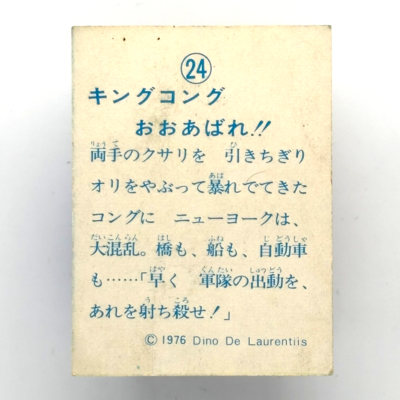 24
キングコング
おおあばれ!!
両手のクサリを 引きちぎり
オリをやぶって暴れでてきた
コングに ニューヨークは、
大混乱。橋も、船も、自動車
も……「早く 軍隊の出動を、
あれを射ち殺せ!」
©1976 Dino De Laurentiis